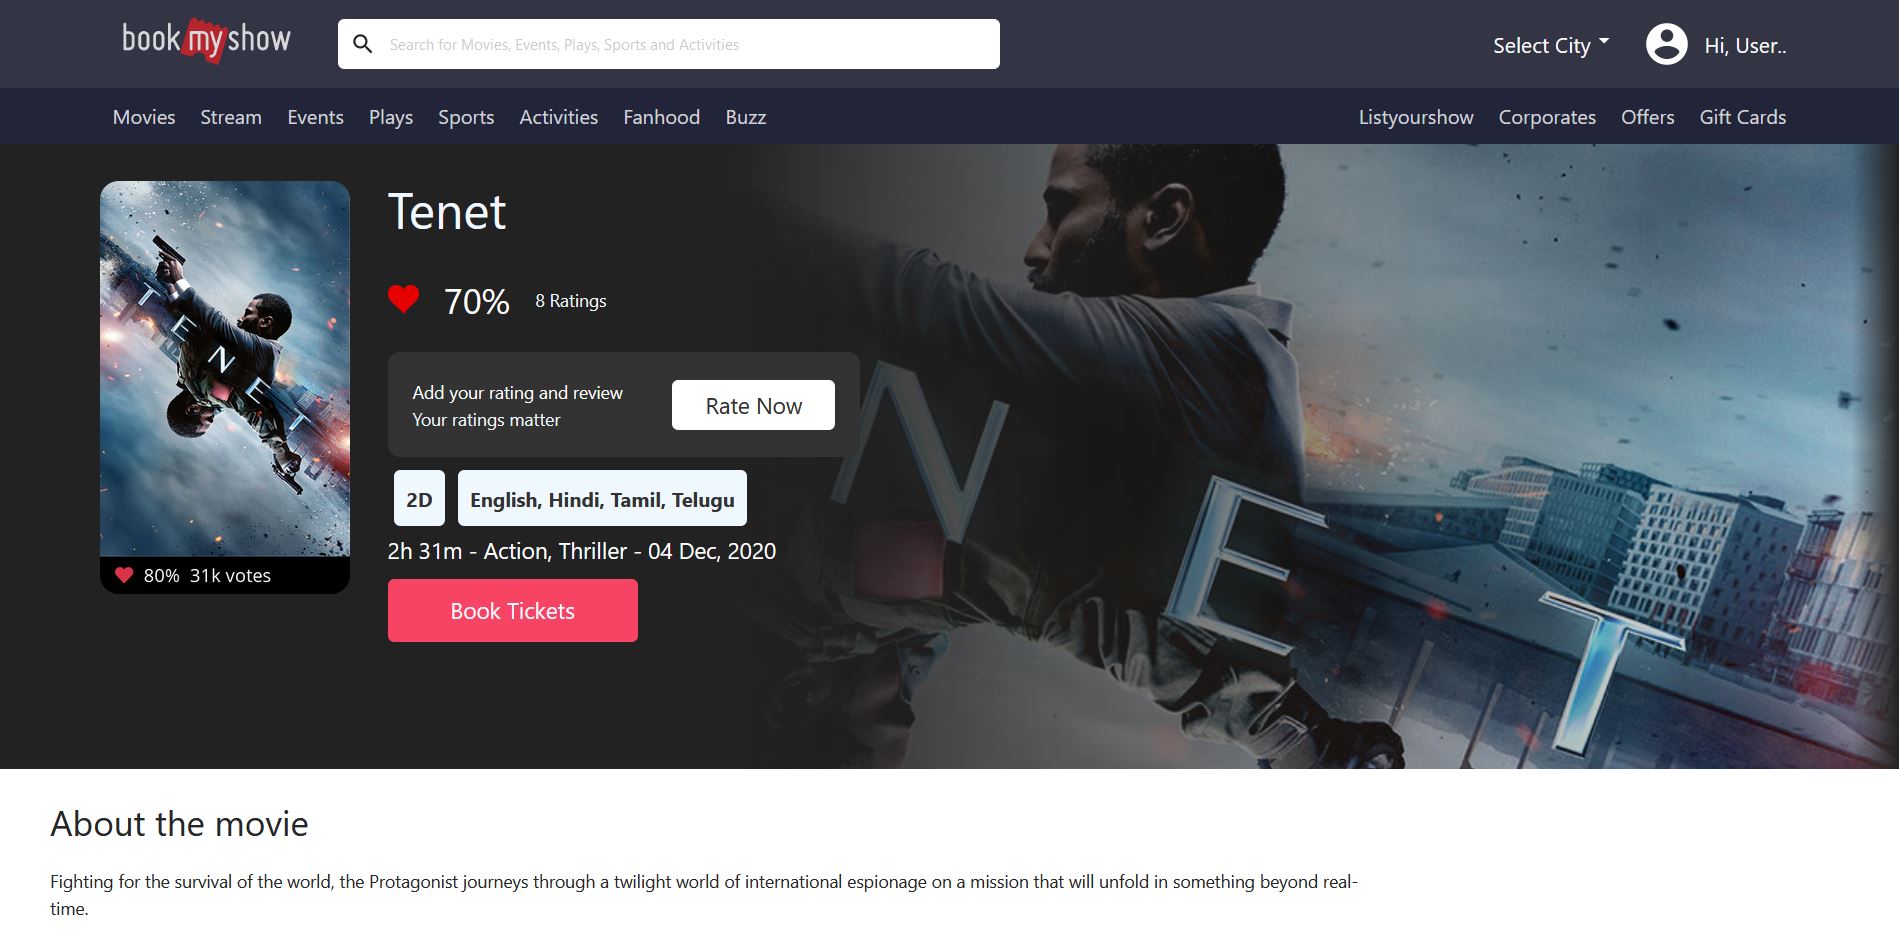 bookmyshow
Search for Movies, Events, Plays, Sports and Activities
Select City
Hi, User..
Movies Stream Events Plays Sports Activities Fanhood Buzz
Listyourshow Corporates Offers Gift Cards
TENET
80% 31k votes
Tenet
70% 8 Ratings
Add your rating and review
Your ratings matter
Rate Now
2D
English, Hindi, Tamil, Telugu
2h 31m - Action, Thriller - 04 Dec, 2020
Book Tickets
NET
About the movie
Fighting for the survival of the world, the Protagonist journeys through a twilight world of international espionage on a mission that will unfold in something beyond real-
time.